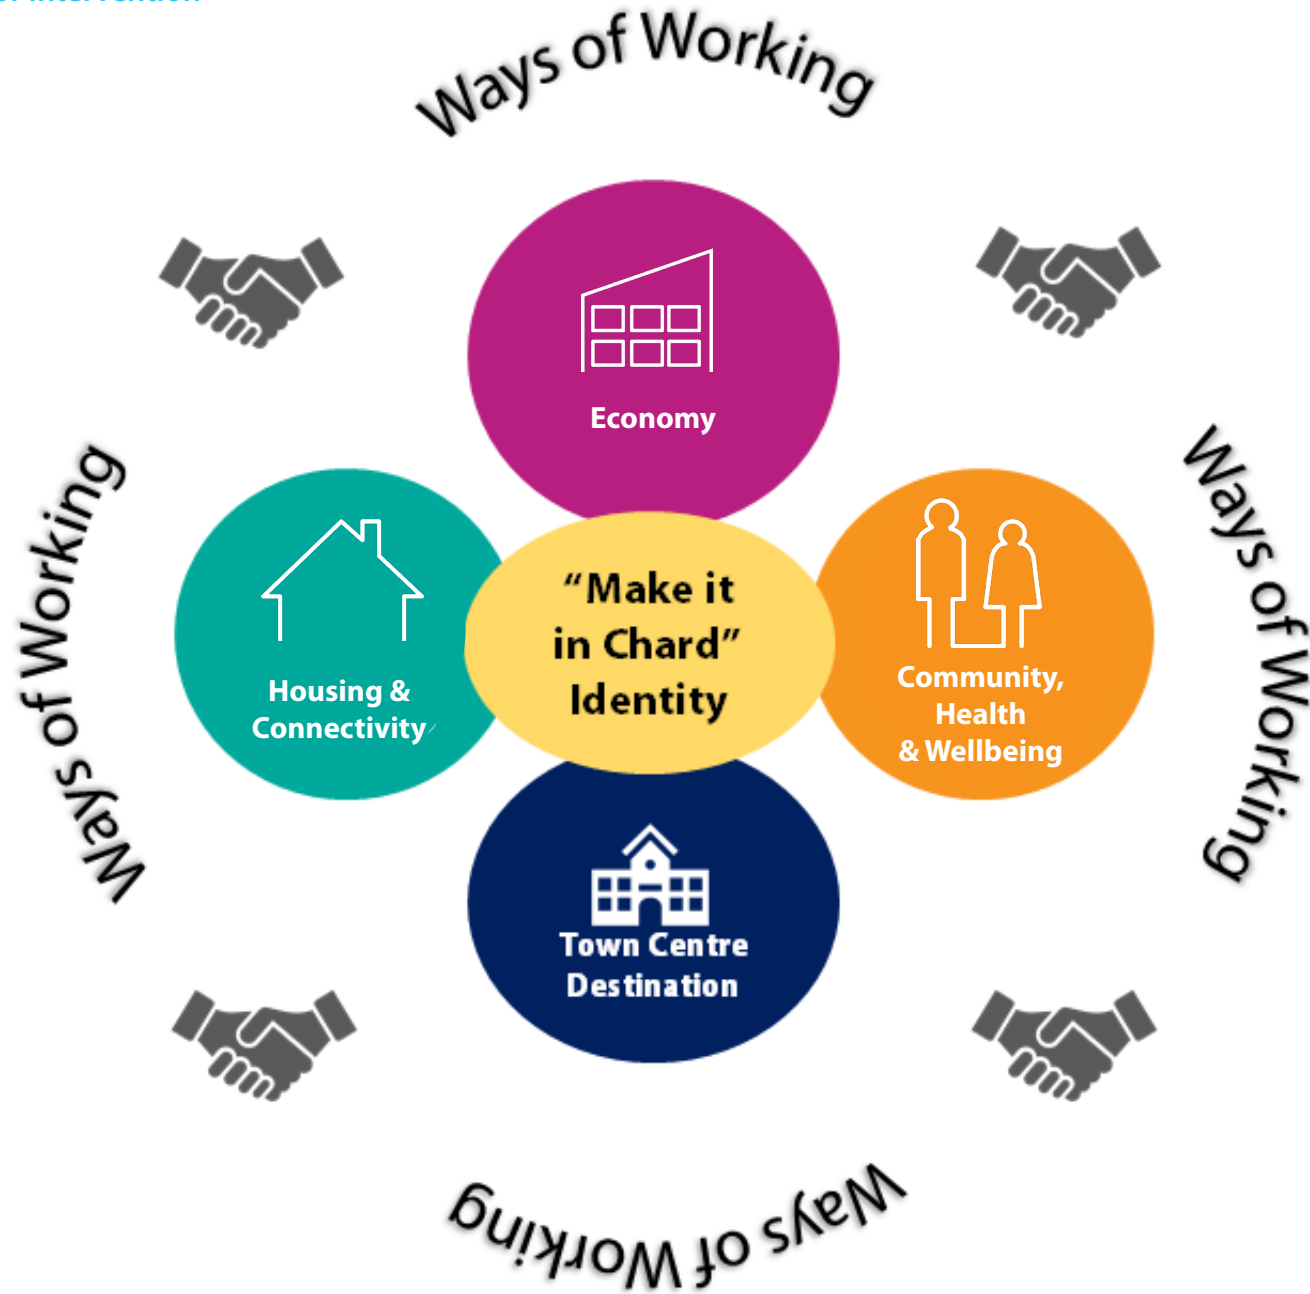 Ways of Working
Economy
Ways of Working
Ways of Working
Housing &
Connectivity
“Make it
in Chard”
Identity
Community,
Health
& Wellbeing
Town Centre
Destination
Ways of Working